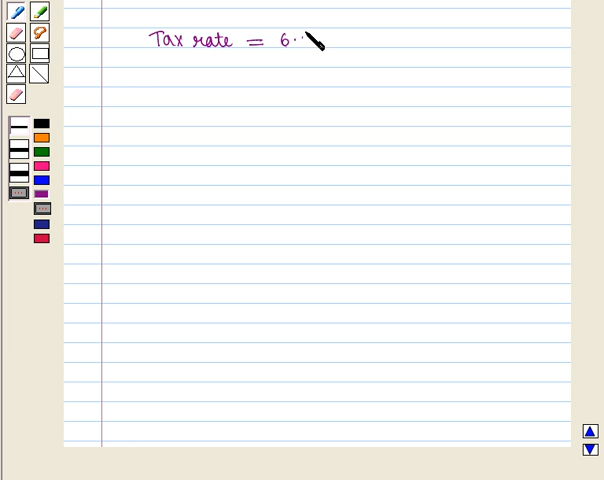 Tax rate = 6.